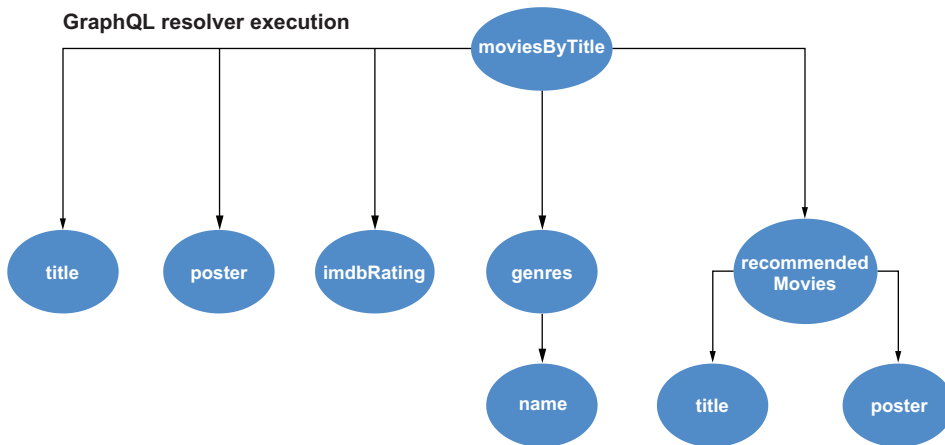 GraphQL resolver execution
moviesByTitle
title
poster
imdbRating
genres
recommended
Movies
name
title
poster